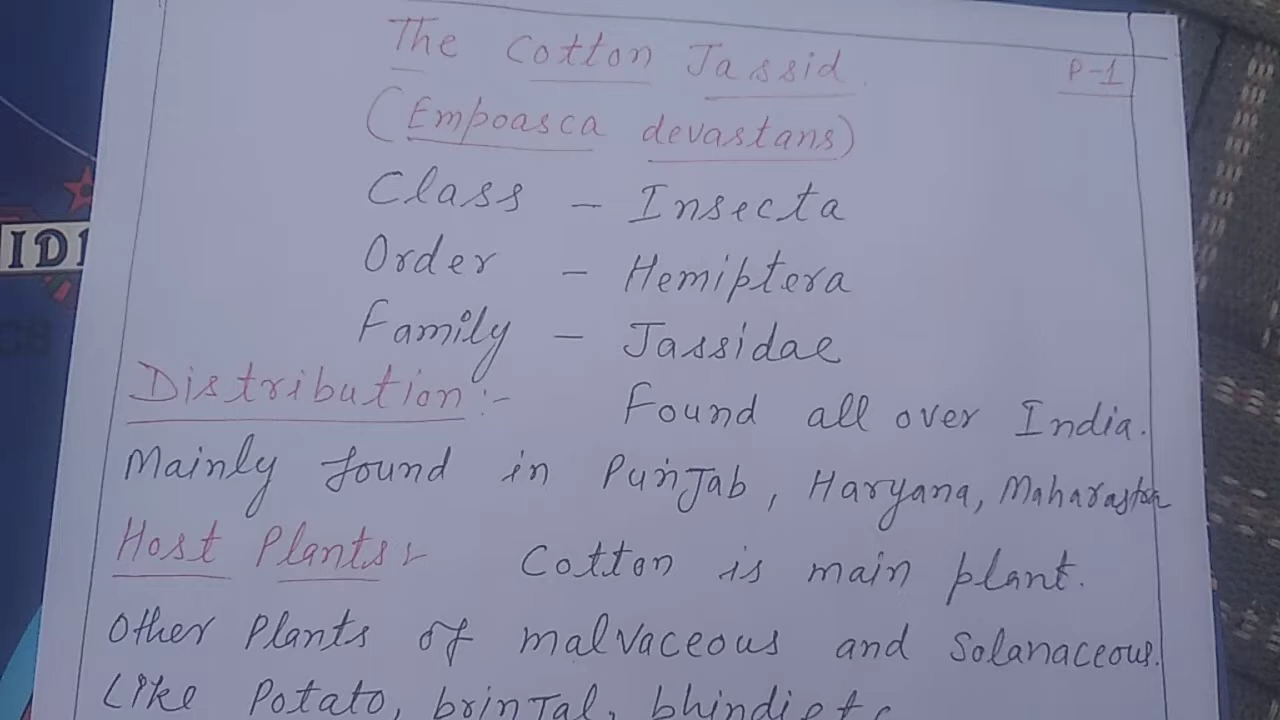 The Cotton Jassid.
P-1
(Empoasca devastans)
Class - Insecta
Order - Hemiptera
Family - Jassidae
Distribution:- Found all over India.
Mainly found in Punjab, Haryana, Maharastra
Host Plants:- Cotton is main plant.
Other Plants of malvaceous and Solanaceous.
Like Potato, brinjal, bhindi etc